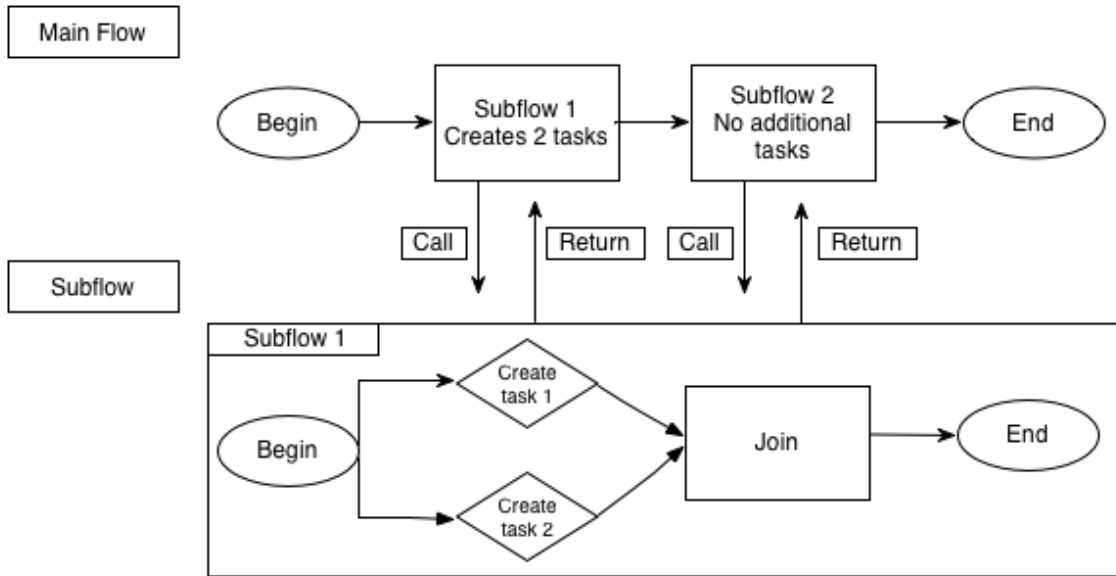 Main Flow
Begin
Subflow 1
Creates 2 tasks
Subflow 2
No additional
tasks
End
Call
Return
Call
Return
Subflow
Subflow 1
Begin
Create
task 1
Create
task 2
Join
End